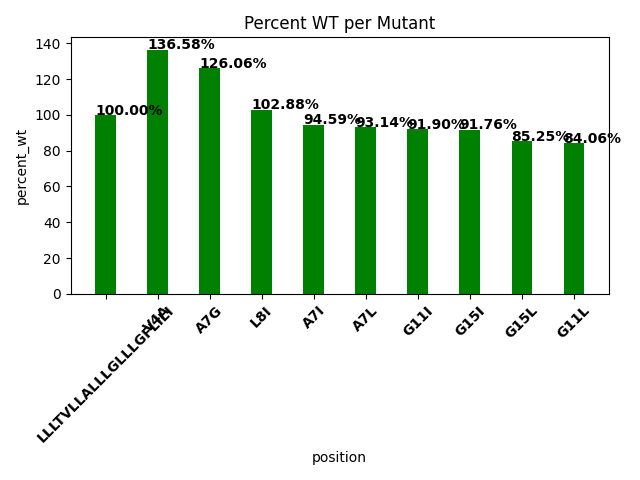 Percent WT per Mutant
percent_wt
140
120
100
80
60
40
20
0
100.00%
136.58%
126.06%
102.88%
94.59%
93.14%
91.90%
91.76%
85.25%
84.06%
V4A
A7G
L8I
A7I
A7L
G11I
G15I
G15L
G11L
position